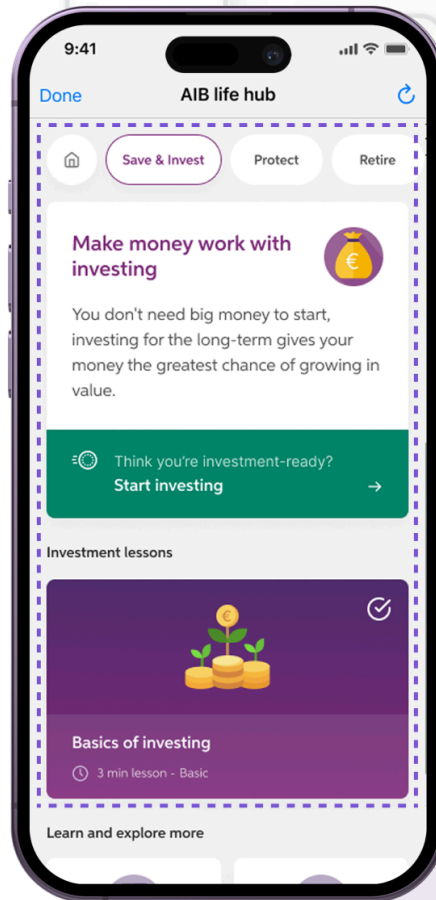 9:41
Done
AIB life hub
Save & Invest
Protect
Retire
Make money work with
investing
€
You don't need big money to start,
investing for the long-term gives your
money the greatest chance of growing in
value.
Think you're investment-ready?
Start investing
Investment lessons
€
Basics of investing
3 min lesson - Basic
Learn and explore more